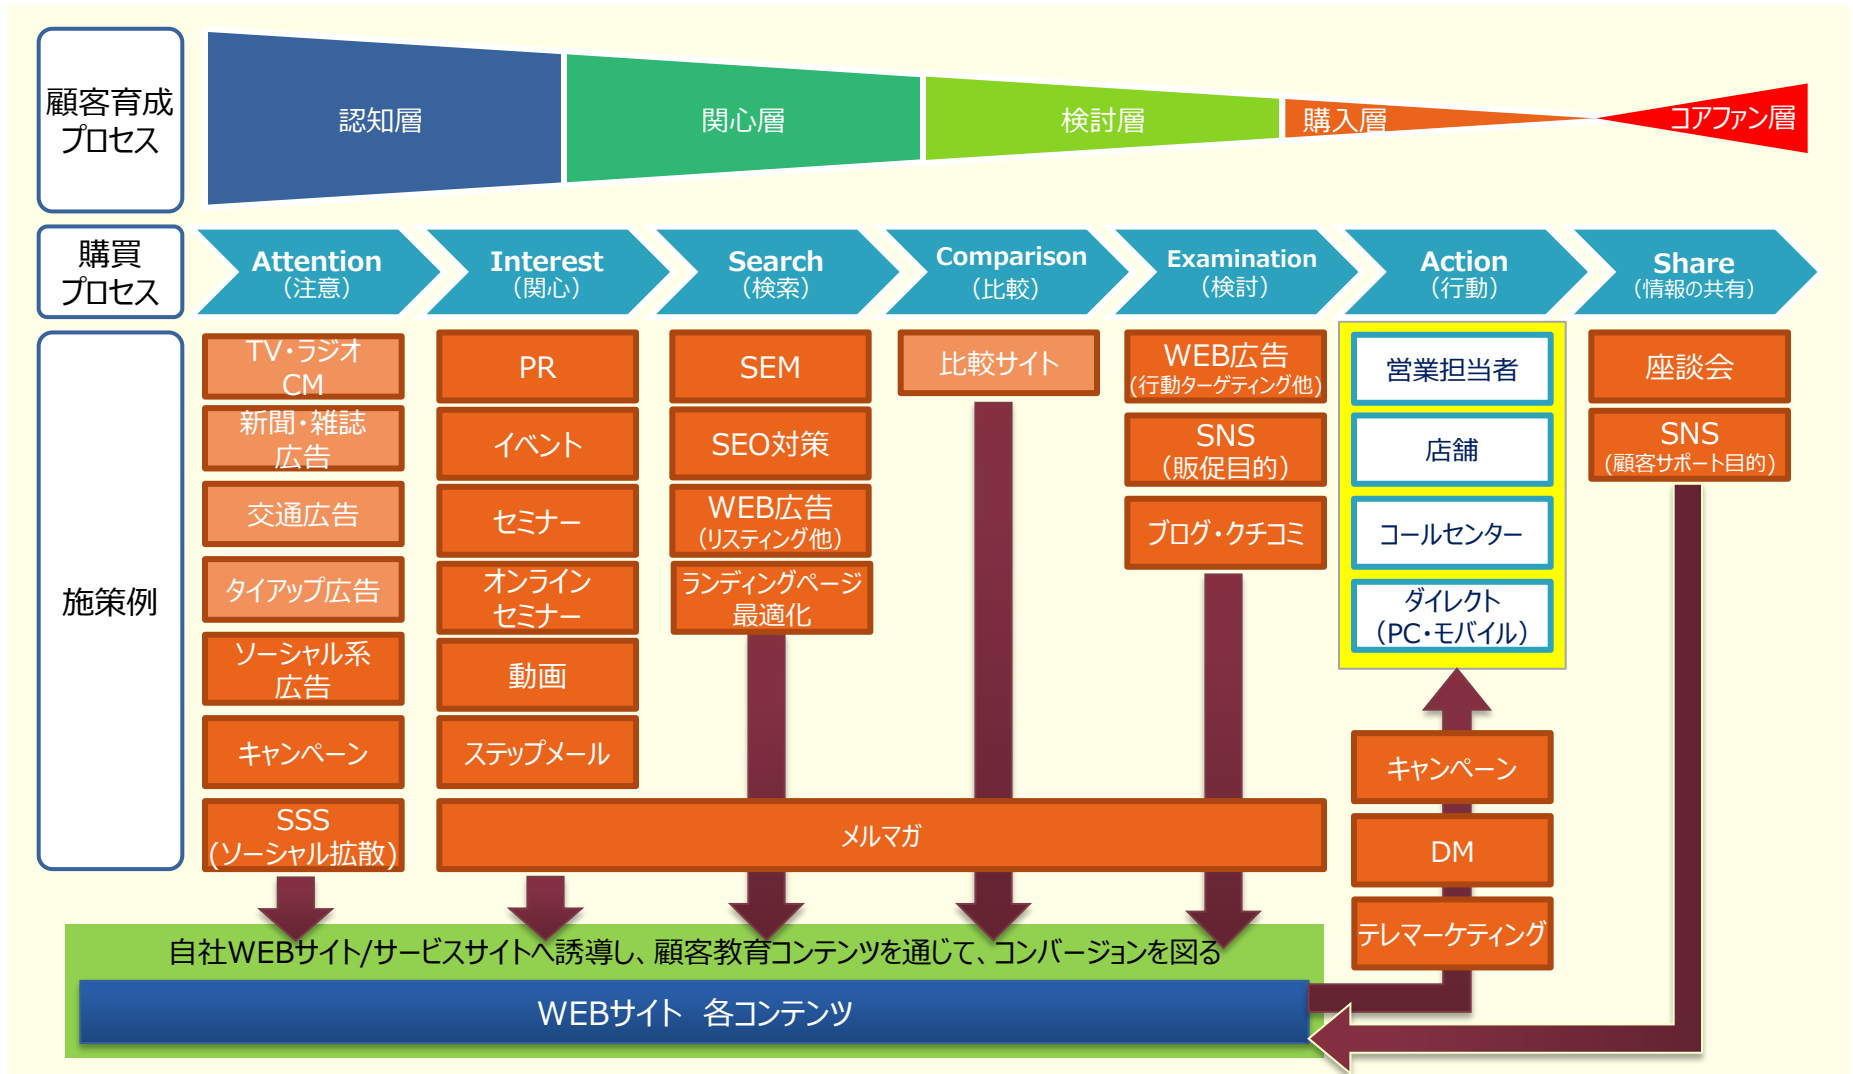 顧客育成
プロセス
認知層
関心層
検討層
購入層
コアファン層
購買
プロセス
Attention
（注意）
Interest
（関心）
Search
（検索）
Comparison
（比較）
Examination
（検討）
Action
（行動）
Share
（情報の共有）
施策例
TV・ラジオ
CM
新聞・雑誌
広告
交通広告
タイアップ広告
ソーシャル系
広告
キャンペーン
SSS
(ソーシャル拡散)
PR
イベント
セミナー
オンライン
セミナー
動画
ステップメール
SEM
SEO対策
WEB広告
（リスティング他）
ランディングページ
最適化
比較サイト
WEB広告
(行動ターゲティング他)
SNS
（販促目的）
ブログ・クチコミ
メルマガ
営業担当者
店舗
コールセンター
ダイレクト
（PC・モバイル）
キャンペーン
DM
テレマーケティング
座談会
SNS
(顧客サポート目的)
自社WEBサイト/サービスサイトへ誘導し、顧客教育コンテンツを通じて、コンバージョンを図る
WEBサイト　各コンテンツ